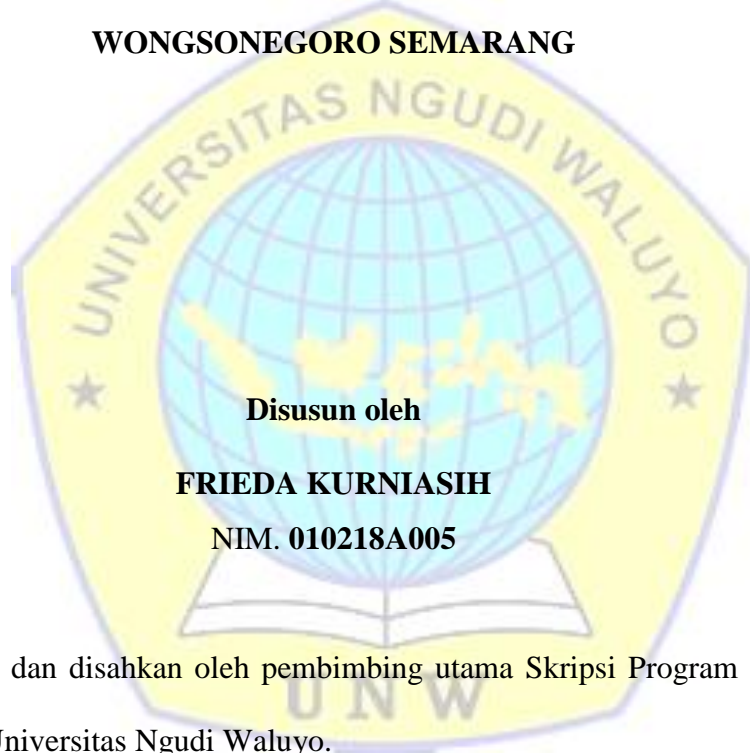 WONGSONEGORO SEMARANG
UNIVERSITAS NGUDI WALUYO
Disusun oleh
FRIEDA KURNIASIH
NIM. 010218A005
dan disahkan oleh pembimbing utama Skripsi Program
UNW
Universitas Ngudi Waluyo.